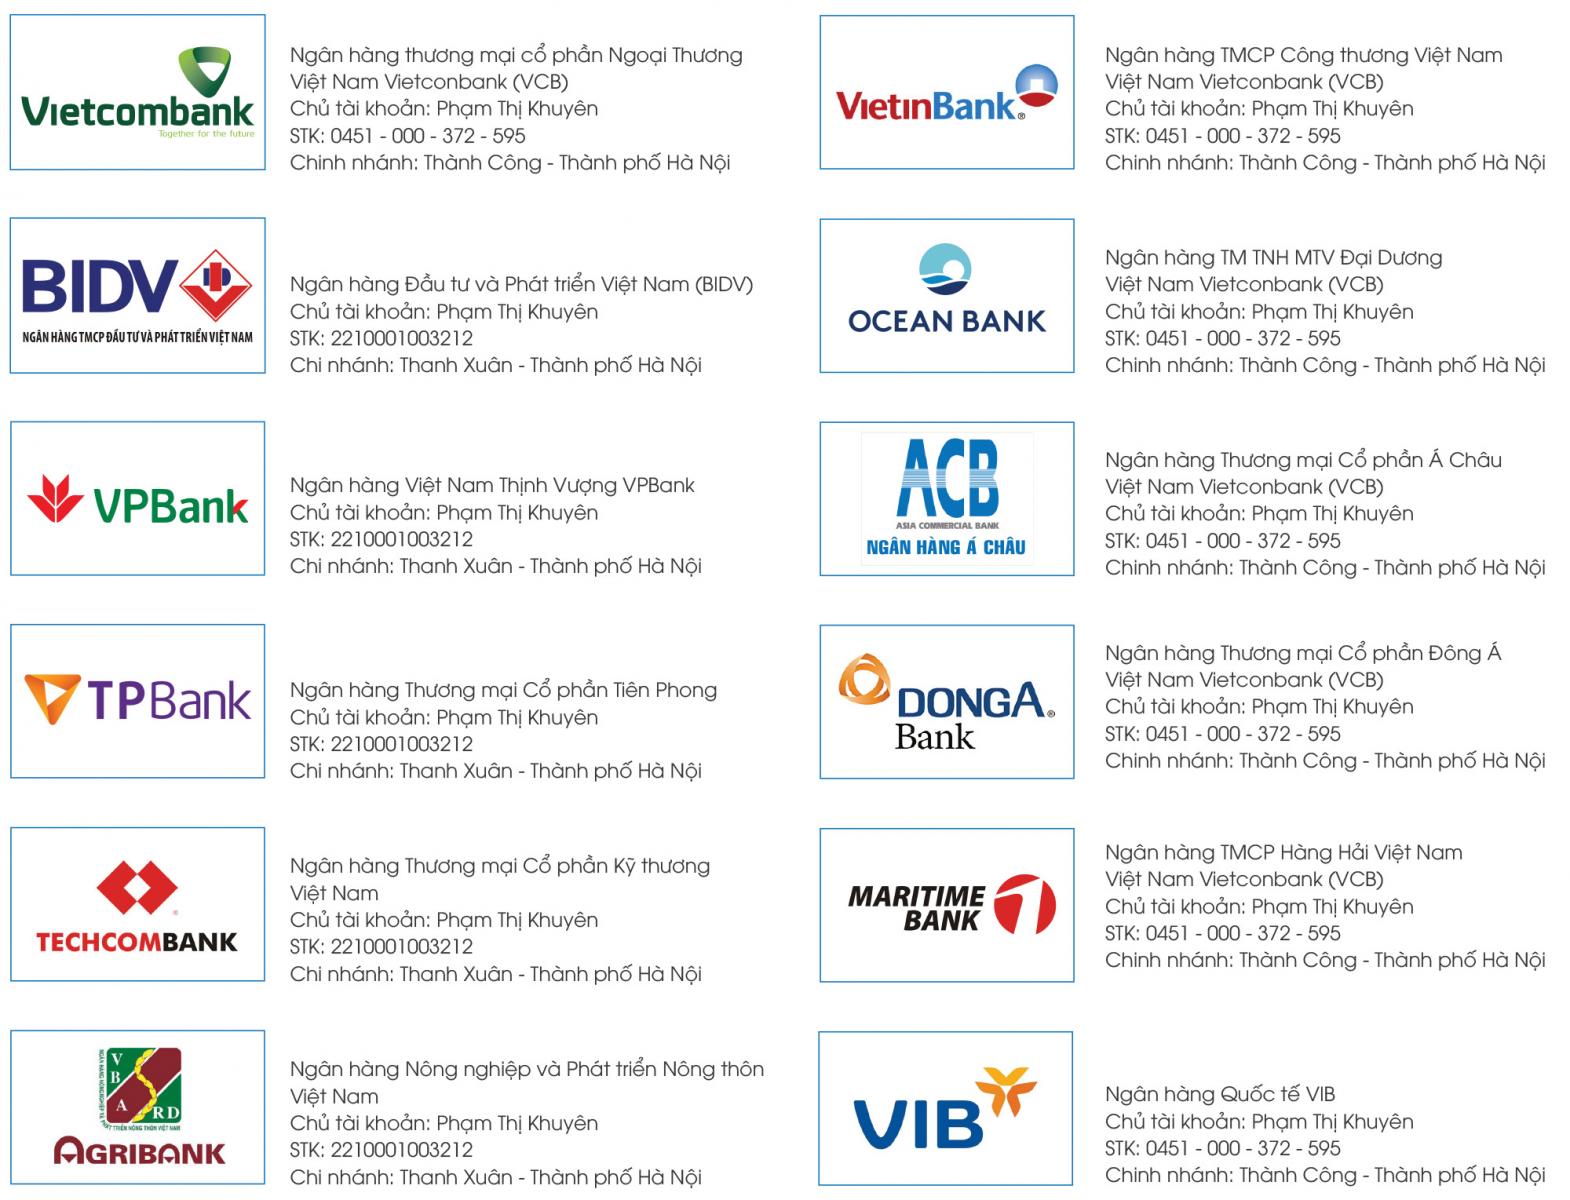 Vietcombank
Together for the future
Ngân hàng thương mại cổ phần Ngoại Thương
Việt Nam Vietconbank (VCB)
Chủ tài khoản: Phạm Thị Khuyên
STK: 0451 - 000 - 372 - 595
Chinh nhánh: Thành Công - Thành phố Hà Nội
VietinBank®
Ngân hàng TMCP Công thương Việt Nam
Việt Nam Vietconbank (VCB)
Chủ tài khoản: Phạm Thị Khuyên
STK: 0451 - 000 - 372 - 595
Chinh nhánh: Thành Công - Thành phố Hà Nội
BIDV
NGÂN HÀNG TMCP ĐẦU TƯ VÀ PHÁT TRIỂN VIỆT NAM
Ngân hàng Đầu tư và Phát triển Việt Nam (BIDV)
Chủ tài khoản: Phạm Thị Khuyên
STK: 2210001003212
Chi nhánh: Thanh Xuân - Thành phố Hà Nội
OCEAN BANK
Ngân hàng TM TNH MTV Đại Dương
Việt Nam Vietconbank (VCB)
Chủ tài khoản: Phạm Thị Khuyên
STK: 0451 - 000 - 372 - 595
Chinh nhánh: Thành Công - Thành phố Hà Nội
VPBank
Ngân hàng Việt Nam Thịnh Vượng VPBank
Chủ tài khoản: Phạm Thị Khuyên
STK: 2210001003212
Chi nhánh: Thanh Xuân - Thành phố Hà Nội
ACB
ASIA COMMERCIAL BANK
NGÂN HÀNG Á CHÂU
Ngân hàng Thương mại Cổ phần Á Châu
Việt Nam Vietconbank (VCB)
Chủ tài khoản: Phạm Thị Khuyên
STK: 0451 - 000 - 372 - 595
Chinh nhánh: Thành Công - Thành phố Hà Nội
TPBank
Ngân hàng Thương mại Cổ phần Tiên Phong
Chủ tài khoản: Phạm Thị Khuyên
STK: 2210001003212
Chi nhánh: Thanh Xuân - Thành phố Hà Nội
DONGA®
Bank
Ngân hàng Thương mại Cổ phần Đông Á
Việt Nam Vietconbank (VCB)
Chủ tài khoản: Phạm Thị Khuyên
STK: 0451 - 000 - 372 - 595
Chinh nhánh: Thành Công - Thành phố Hà Nội
TECHCOMBANK
Ngân hàng Thương mại Cổ phần Kỹ thương
Việt Nam
Chủ tài khoản: Phạm Thị Khuyên
STK: 2210001003212
Chi nhánh: Thanh Xuân - Thành phố Hà Nội
MARITIME
BANK
Ngân hàng TMCP Hàng Hải Việt Nam
Việt Nam Vietconbank (VCB)
Chủ tài khoản: Phạm Thị Khuyên
STK: 0451 - 000 - 372 - 595
Chinh nhánh: Thành Công - Thành phố Hà Nội
VBARD
NGÂN HÀNG NÔNG NGHIỆP VÀ
PHÁT TRIỂN NÔNG THÔN VIỆT NAM
AGRIBANK
Ngân hàng Nông nghiệp và Phát triển Nông thôn
Việt Nam
Chủ tài khoản: Phạm Thị Khuyên
STK: 2210001003212
Chi nhánh: Thanh Xuân - Thành phố Hà Nội
VIB
Ngân hàng Quốc tế VIB
Chủ tài khoản: Phạm Thị Khuyên
STK: 0451 - 000 - 372 - 595
Chinh nhánh: Thành Công - Thành phố Hà Nội